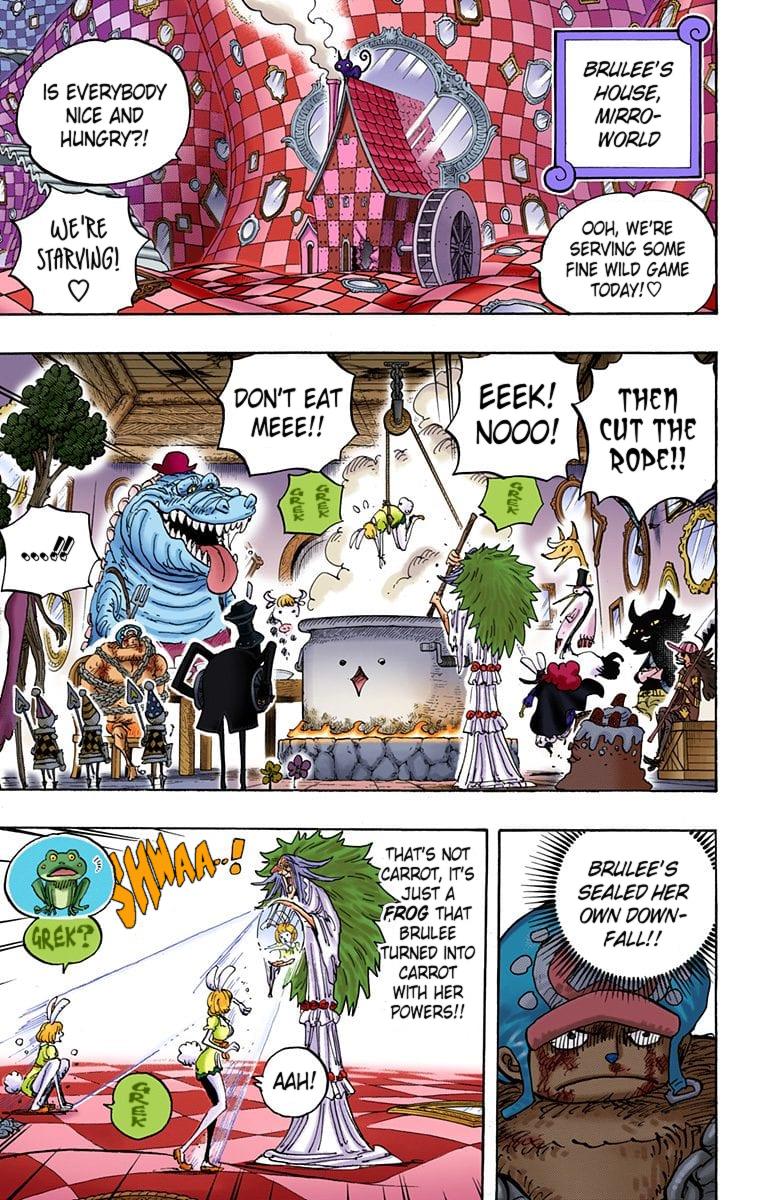 BRULEE'S
HOUSE,
MIRRO-
WORLD
IS EVERYBODY
NICE AND
HUNGRY?!
OOH, WE'RE
SERVING SOME
FINE WILD GAME
TODAY!♡
WE'RE
STARVING!
♡
THEN
CUT THE
ROPE!!
EEEK!
NOOO!
GREK
DON'T EAT
MEEE!!
GREK
GREK
...!!
BRULEE'S
SEALED HER
OWN DOWN-
FALL!!
THAT'S NOT
CARROT, IT'S
JUST A
FROG THAT
BRULEE
TURNED INTO
CARROT
WITH HER
POWERS!!
SHWAA..!
GREK?
AAH!
GREK